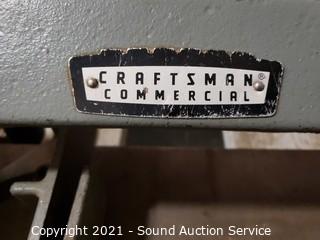 CRAFTSMAN®
COMMERCIAL
Copyright 2021 - Sound Auction Service